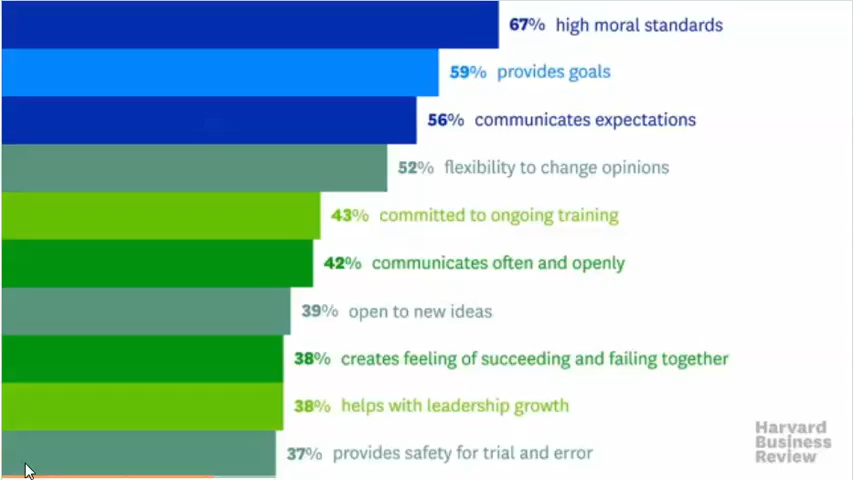 67% high moral standards
59% provides goals
56% communicates expectations
52% flexibility to change opinions
43% committed to ongoing training
42% communicates often and openly
39% open to new ideas
38% creates feeling of succeeding and failing together
38% helps with leadership growth
37% provides safety for trial and error
Harvard
Business
Review